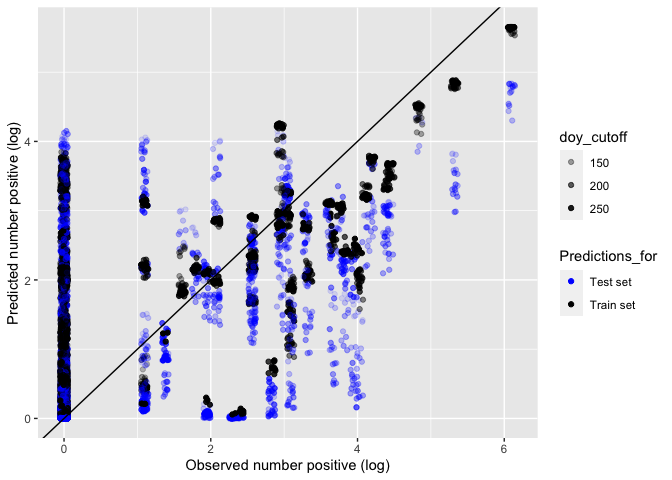 Predicted number positive (log)
4
2
0
0
2
4
6
Observed number positive (log)
doy_cutoff
150
200
250
Predictions_for
Test set
Train set